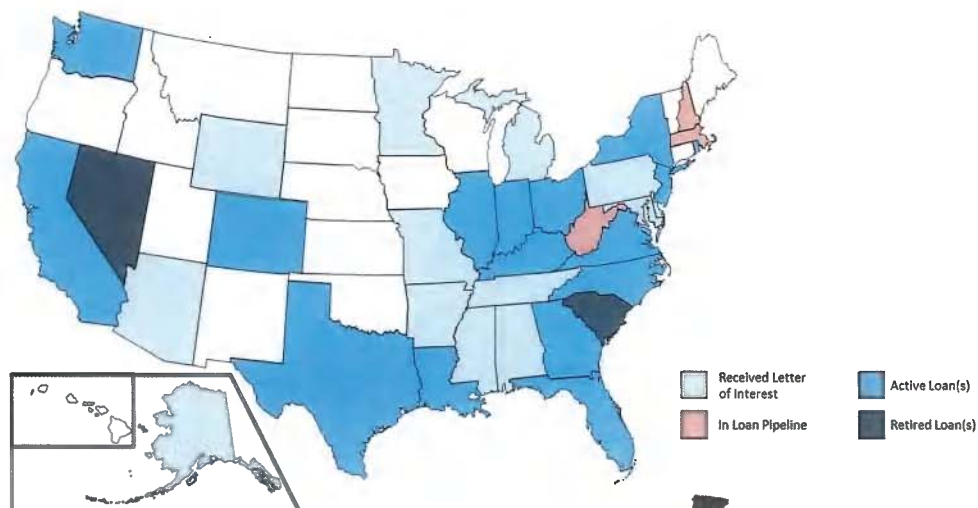 Received Letter
of Interest
Active Loan(s)
In Loan Pipeline
Retired Loan(s)